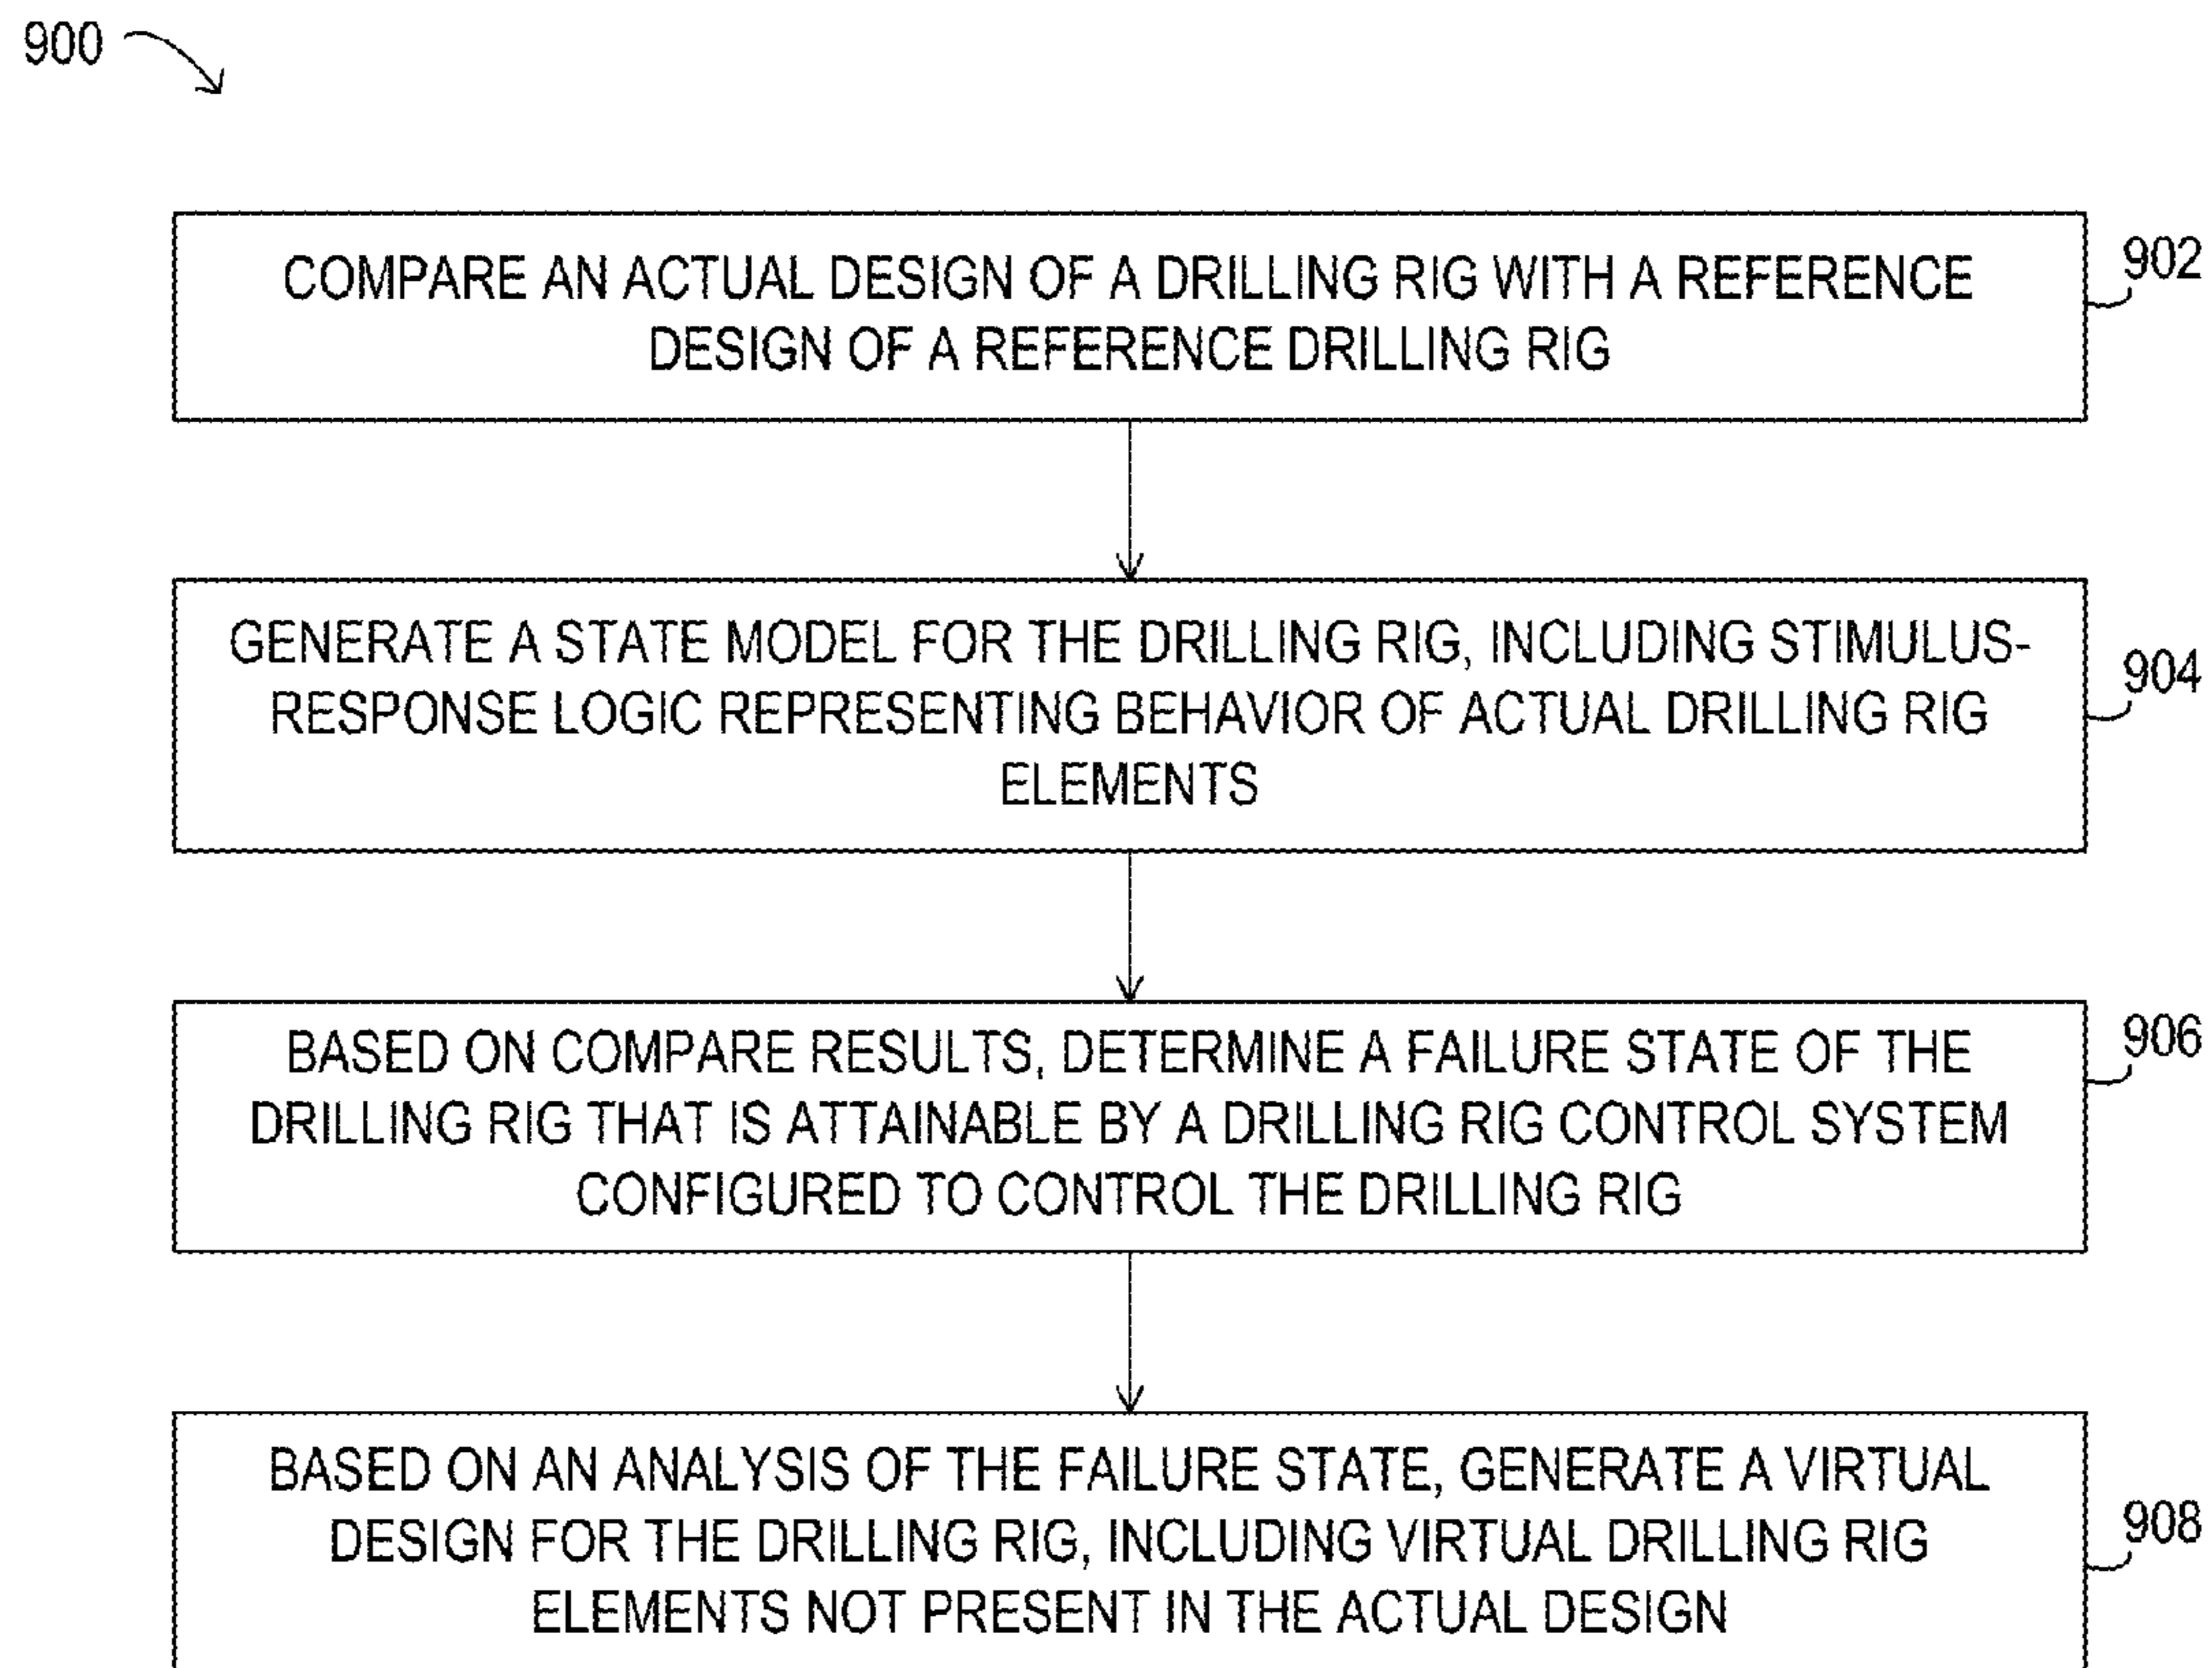 900
COMPARE AN ACTUAL DESIGN OF A DRILLING RIG WITH A REFERENCE
DESIGN OF A REFERENCE DRILLING RIG
902
GENERATE A STATE MODEL FOR THE DRILLING RIG, INCLUDING STIMULUS-
RESPONSE LOGIC REPRESENTING BEHAVIOR OF ACTUAL DRILLING RIG
ELEMENTS
904
BASED ON COMPARE RESULTS, DETERMINE A FAILURE STATE OF THE
DRILLING RIG THAT IS ATTAINABLE BY A DRILLING RIG CONTROL SYSTEM
CONFIGURED TO CONTROL THE DRILLING RIG
906
BASED ON AN ANALYSIS OF THE FAILURE STATE, GENERATE A VIRTUAL
DESIGN FOR THE DRILLING RIG, INCLUDING VIRTUAL DRILLING RIG
ELEMENTS NOT PRESENT IN THE ACTUAL DESIGN
908